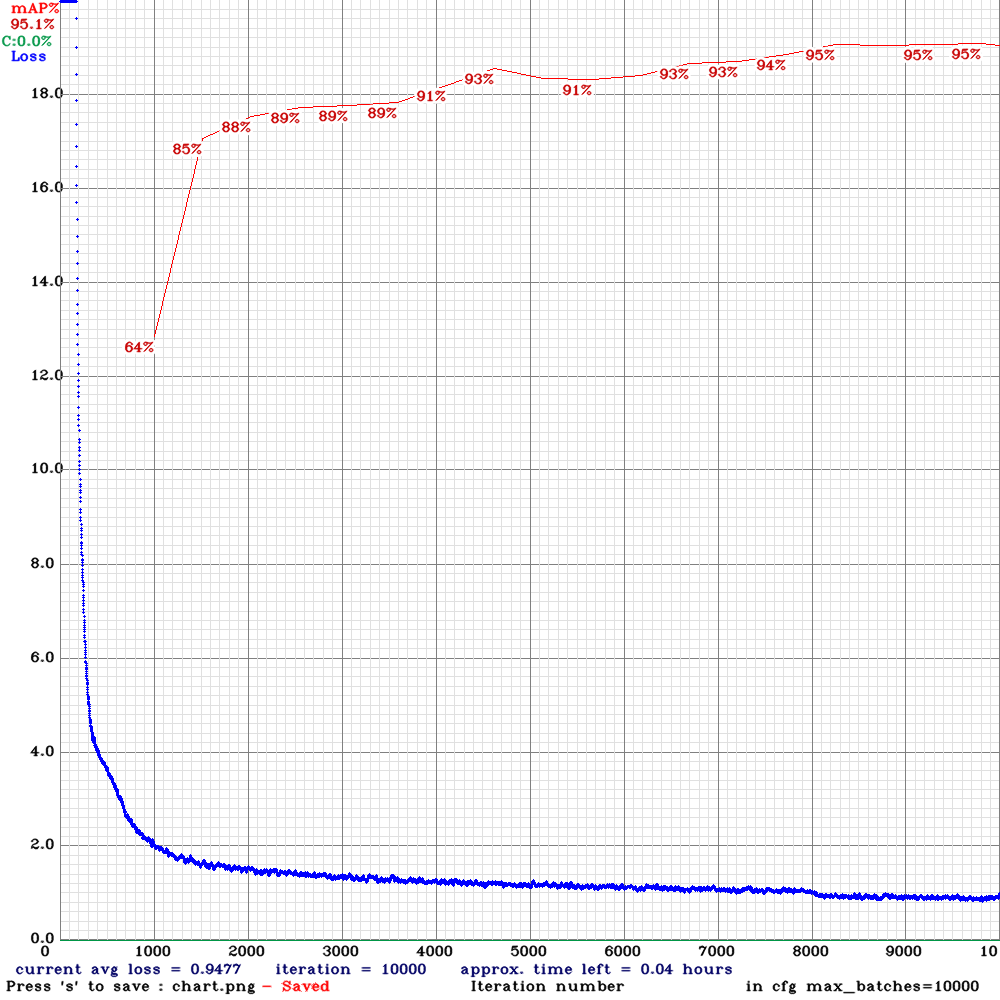 mAP%
95.1%
C:0.0%
Loss
95% 95% 95%
94%
93% 93% 93%
91% 91%
18.0
89% 89% 89%
88%
85%
16.0
14.0
64%
12.0
10.0
8.0
6.0
4.0
2.0
0.0
0 1000 2000 3000 4000 5000 6000 7000 8000 9000 10
current avg loss = 0.9477 iteration = 10000 approx. time left = 0.04 hours
Press 's' to save : chart.png - Saved Iteration number in cfg max_batches=10000